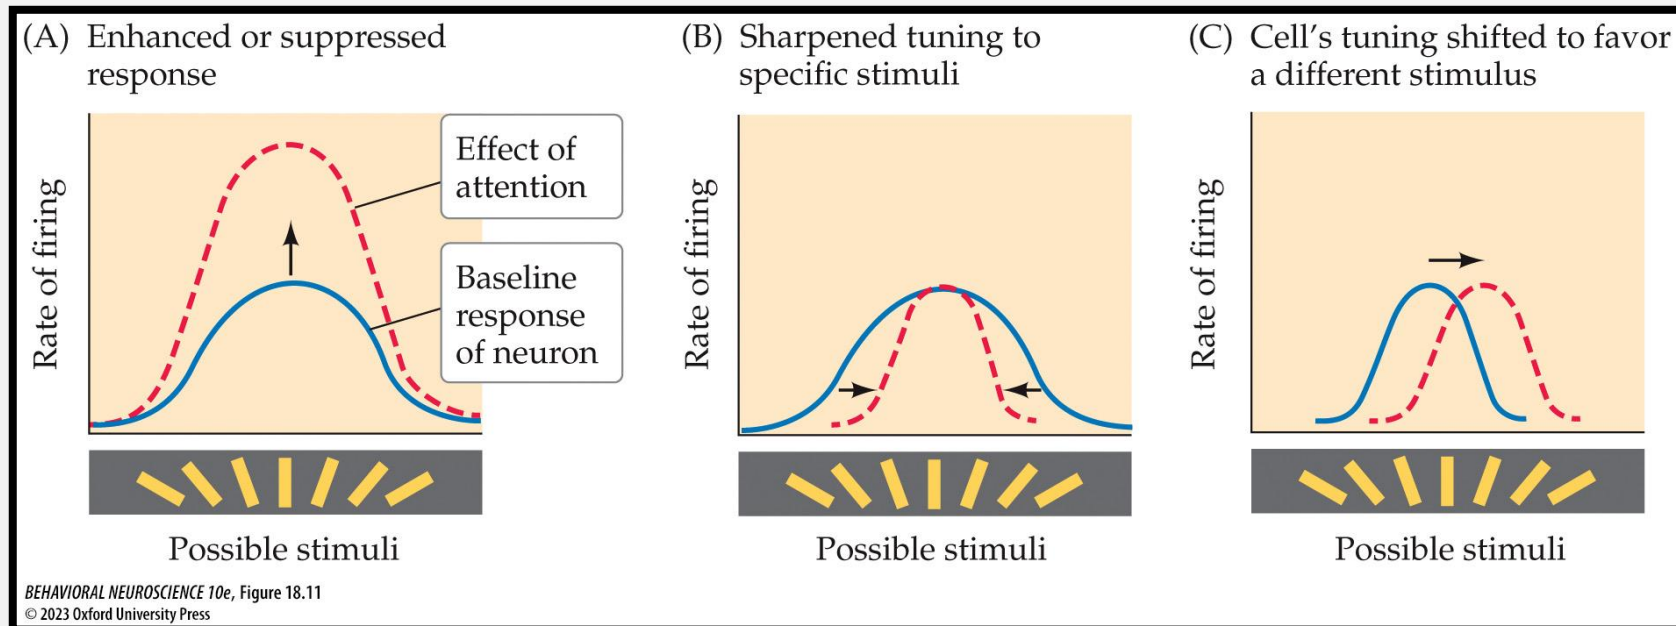 (A) Enhanced or suppressed
response
Rate of firing
Effect of
attention
Baseline
response
of neuron
Possible stimuli
(B) Sharpened tuning to
specific stimuli
Rate of firing
Possible stimuli
(C) Cell's tuning shifted to favor
a different stimulus
Rate of firing
Possible stimuli
BEHAVIORAL NEUROSCIENCE 10e, Figure 18.11
© 2023 Oxford University Press